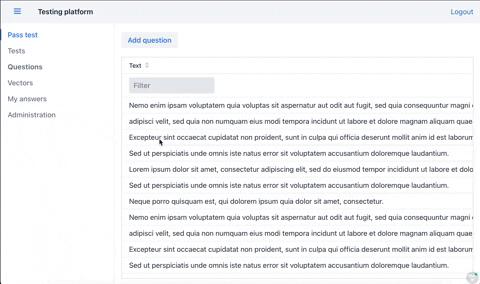 Testing platform
Logout
Pass test
Tests
Questions
Vectors
My answers
Administration
Add question
Text
Filter
Nemo enim ipsam voluptatem quia voluptas sit aspernatur aut odit aut fugit, sed quia consequuntur magni
adipisci velit, sed quia non numquam eius modi tempora incidunt ut labore et dolore magnam aliquam quae
Excepteur sint occaecat cupidatat non proident, sunt in culpa qui officia deserunt mollit anim id est laborum
Sed ut perspiciatis unde omnis iste natus error sit voluptatem accusantium doloremque laudantium.
Lorem ipsum dolor sit amet, consectetur adipiscing elit, sed do eiusmod tempor incididunt ut labore et dolo
Sed ut perspiciatis unde omnis iste natus error sit voluptatem accusantium doloremque laudantium.
Neque porro quisquam est, qui dolorem ipsum quia dolor sit amet, consectetur.
Nemo enim ipsam voluptatem quia voluptas sit aspernatur aut odit aut fugit, sed quia consequuntur magni
adipisci velit, sed quia non numquam eius modi tempora incidunt ut labore et dolore magnam aliquam quae
Excepteur sint occaecat cupidatat non proident, sunt in culpa qui officia deserunt mollit anim id est laborum
Sed ut perspiciatis unde omnis iste natus error sit voluptatem accusantium doloremque laudantium.